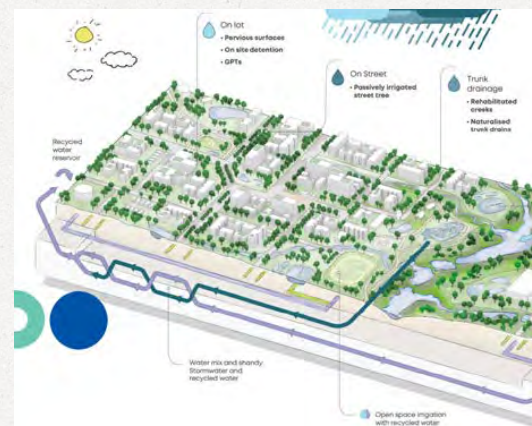 On lot
• Pervious surfaces
• On site detention
• GPTs
On Street
• Passively irrigated
street tree
Trunk
drainage
• Rehabilitated
creeks
• Naturalised
trunk drains
Recycled
water
reservoir
Water mix and shandy
Stormwater and
recycled water
Open space irrigation
with recycled water